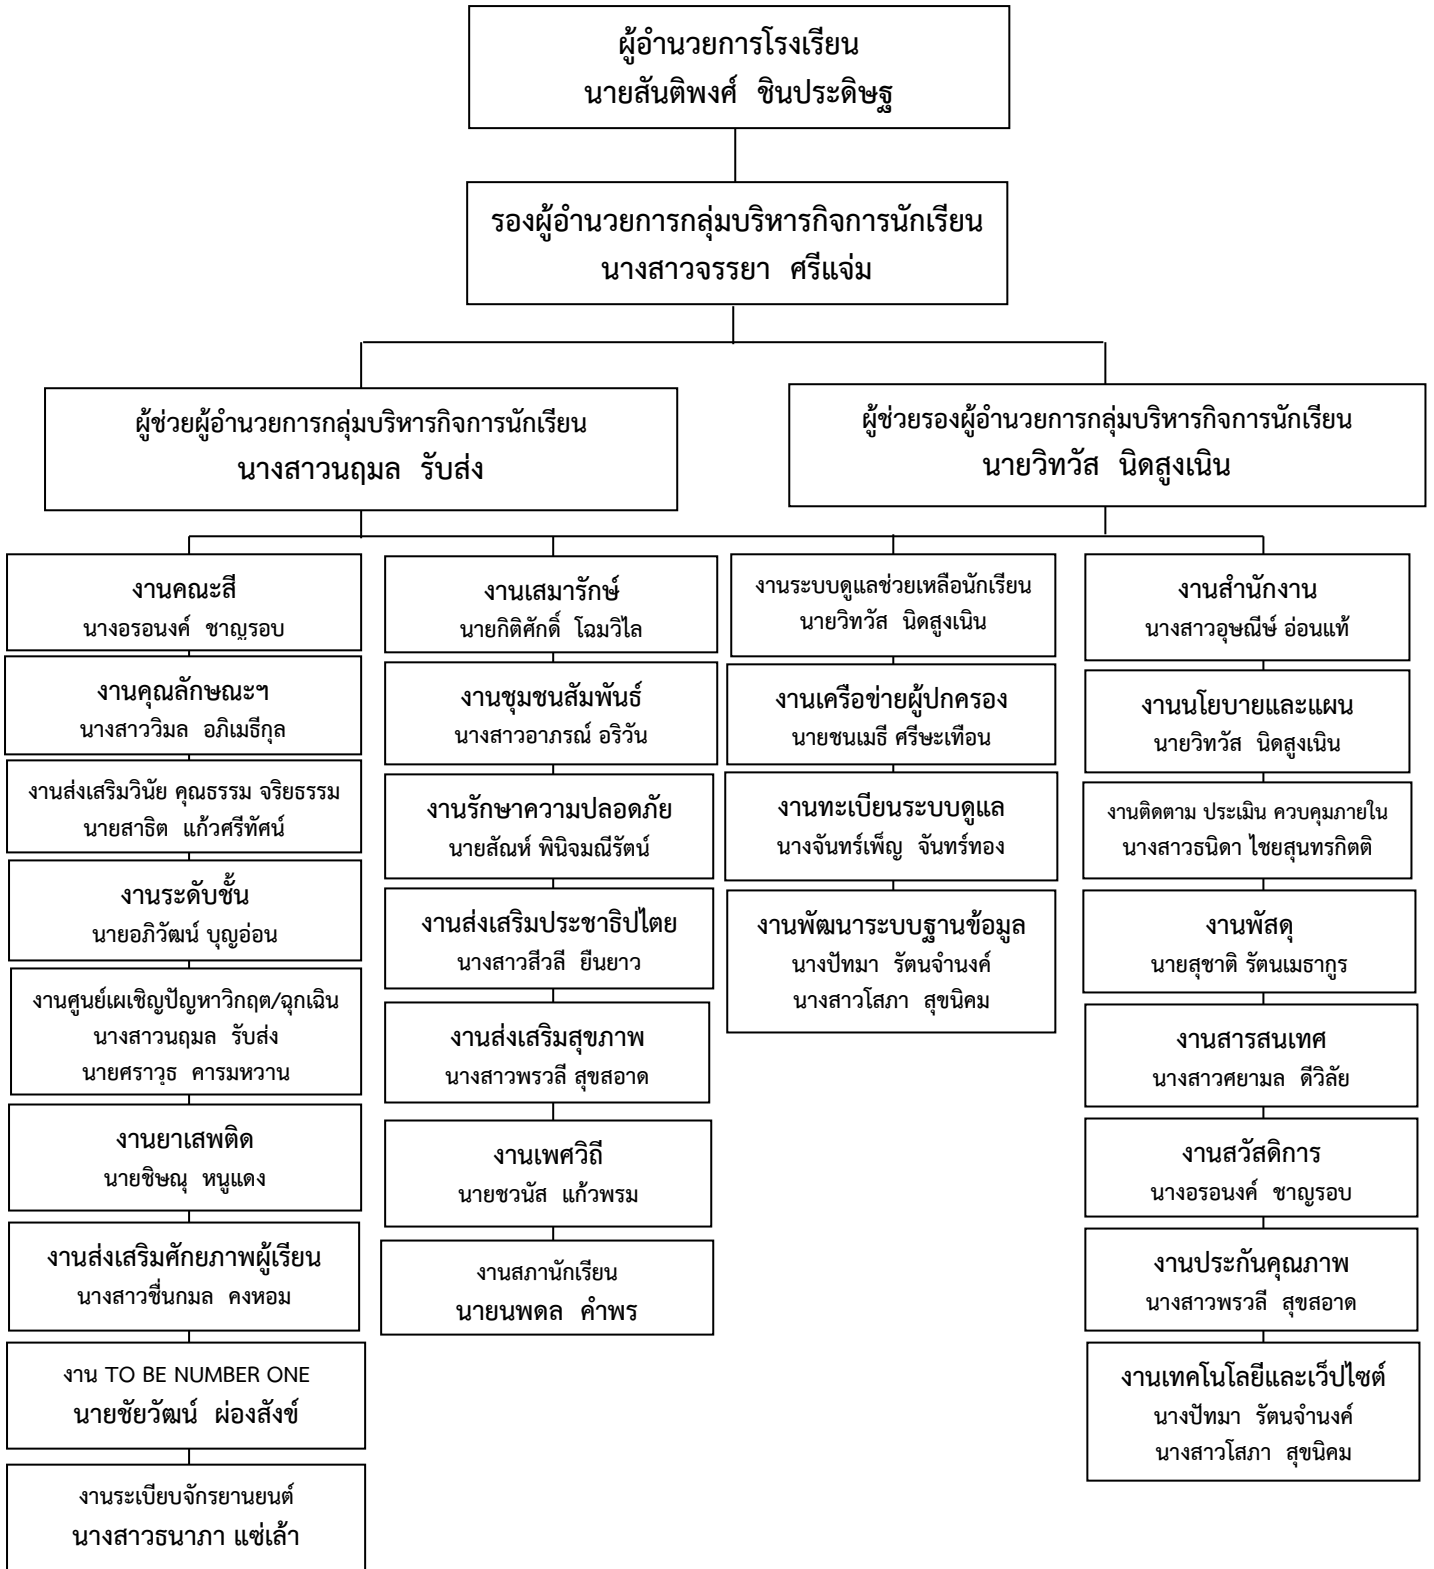 ผู้อำนวยการโรงเรียน
นายสันติพงศ์ ชินประดิษฐ
รองผู้อำนวยการกลุ่มบริหารกิจการนักเรียน
นางสาวจรรยา ศรีแจ่ม
ผู้ช่วยผู้อำนวยการกลุ่มบริหารกิจการนักเรียน
นางสาวนฤมล รับส่ง
ผู้ช่วยรองผู้อำนวยการกลุ่มบริหารกิจการนักเรียน
นายวิทวัส นิดสูงเนิน
งานคณะสี
นางอรอนงค์ ชาญรอบ
งานคุณลักษณะฯ
นางสาววิมล อภิเมธีกุล
งานส่งเสริมวินัย คุณธรรม จริยธรรม
นายสาธิต แก้วศรีทัศน์
งานระดับชั้น
นายอภิวัฒน์ บุญอ่อน
งานศูนย์เผเชิญปัญหาวิกฤต/ฉุกเฉิน
นางสาวนฤมล รับส่ง
นายศราวุธ คารมหวาน
งานยาเสพติด
นายชิษณุ หนูแดง
งานส่งเสริมศักยภาพผู้เรียน
นางสาวชื่นกมล คงหอม
งาน TO BE NUMBER ONE
นายชัยวัฒน์ ผ่องสังข์
งานระเบียบจักรยานยนต์
นางสาวธนาภา แซ่เล้า
งานเสมารักษ์
นายกิติศักดิ์ โฉมวิไล
งานชุมชนสัมพันธ์
นางสาวอาภรณ์ อริวัน
งานรักษาความปลอดภัย
นายสัณห์ พินิจมณีรัตน์
งานส่งเสริมประชาธิปไตย
นางสาวสีวลี ยืนยาว
งานส่งเสริมสุขภาพ
นางสาวพรวลี สุขสอาด
งานเพศวิถี
นายชวนัส แก้วพรม
งานสภานักเรียน
นายนพดล คำพร
งานระบบดูแลช่วยเหลือนักเรียน
นายวิทวัส นิดสูงเนิน
งานเครือข่ายผู้ปกครอง
นายชนเมธี ศรีษะเทือน
งานทะเบียนระบบดูแล
นางจันทร์เพ็ญ จันทร์ทอง
งานพัฒนาระบบฐานข้อมูล
นางปัทมา รัตนจำนงค์
นางสาวโสภา สุขนิคม
งานสำนักงาน
นางสาวอุษณีษ์ อ่อนแท้
งานนโยบายและแผน
นายวิทวัส นิดสูงเนิน
งานติดตาม ประเมิน ควบคุมภายใน
นางสาวธนิดา ไชยสุนทรกิตติ
งานพัสดุ
นายสุชาติ รัตนเมธากูร
งานสารสนเทศ
นางสาวศยามล ดีวิลัย
งานสวัสดิการ
นางอรอนงค์ ชาญรอบ
งานประกันคุณภาพ
นางสาวพรวลี สุขสอาด
งานเทคโนโลยีและเว็ปไซต์
นางปัทมา รัตนจำนงค์
นางสาวโสภา สุขนิคม